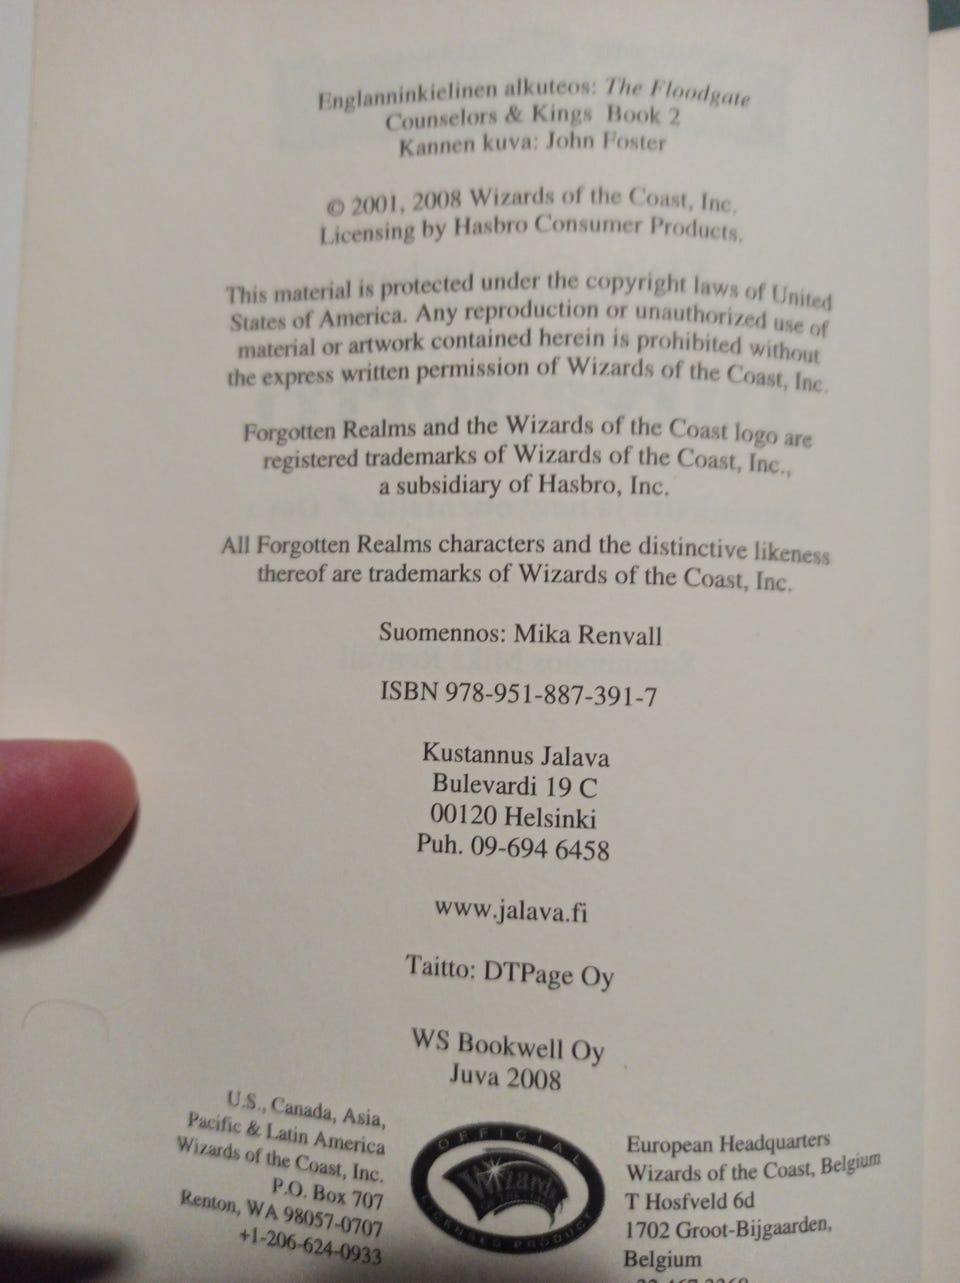 Englanninkielinen alkuteos: The Floodgate
Counselors & Kings Book 2
Kannen kuva: John Foster
© 2001, 2008 Wizards of the Coast, Inc.
Licensing by Hasbro Consumer Products.
This material is protected under the copyright laws of United
States of America. Any reproduction or unauthorized use of
material or artwork contained herein is prohibited without
the express written permission of Wizards of the Coast, Inc.
Forgotten Realms and the Wizards of the Coast logo are
registered trademarks of Wizards of the Coast, Inc.,
a subsidiary of Hasbro, Inc.
All Forgotten Realms characters and the distinctive likeness
thereof are trademarks of Wizards of the Coast, Inc.
Suomennos: Mika Renvall
ISBN 978-951-887-391-7
Kustannus Jalava
Bulevardi 19 C
00120 Helsinki
Puh. 09-694 6458
www.jalava.fi
Taitto: DTPage Oy
WS Bookwell Oy
Juva 2008
U.S., Canada, Asia,
Pacific & Latin America
Wizards of the Coast, Inc.
P.O. Box 707
Renton, WA 98057-0707
+1-206-624-0933
OFFICIAL
Wizards
LICENSED PRODUCT
European Headquarters
Wizards of the Coast, Belgium
T Hosfveld 6d
1702 Groot-Bijgaarden,
Belgium